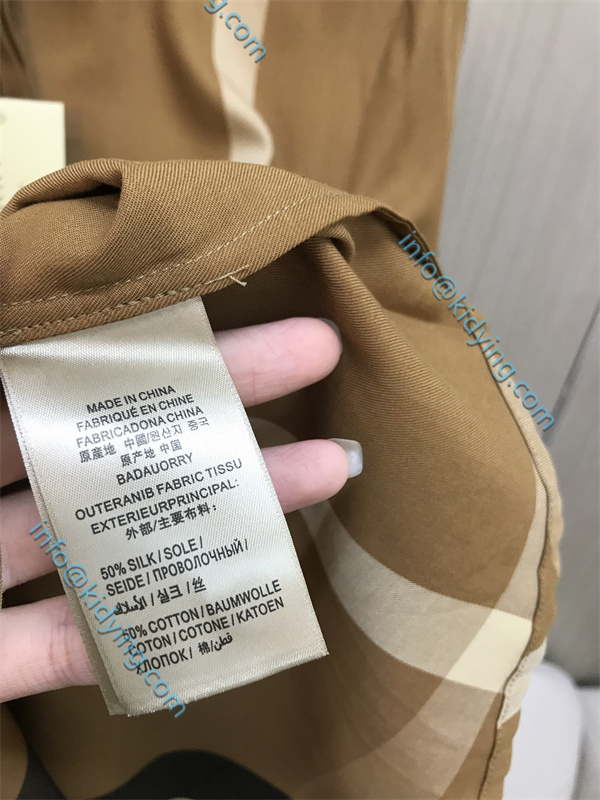 ng.com
info@kidying.com
MADE IN CHINA
FABRIQUÉ EN CHINE
FABRICADONA CHINA
原産地 中國/원산지 중국
原产地 中国
BADAUORRY
OUTERANIB FABRIC TISSU
EXTERIEURPRINCIPAL:
外部/主要布料:
50% SILK / SOLE /
SEIDE / ПРОВОЛОЧНЫЙ /
실크 / 丝
50% COTTON / BAUMWOLLE
COTON / COTONE / KATOEN
ХЛОПОК / 棉/قطن
info@kidying.com